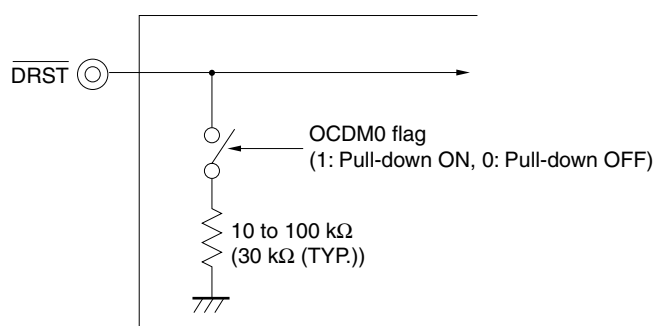 DRST
OCDM0 flag
(1: Pull-down ON, 0: Pull-down OFF)
10 to 100 kΩ
(30 kΩ (TYP.))